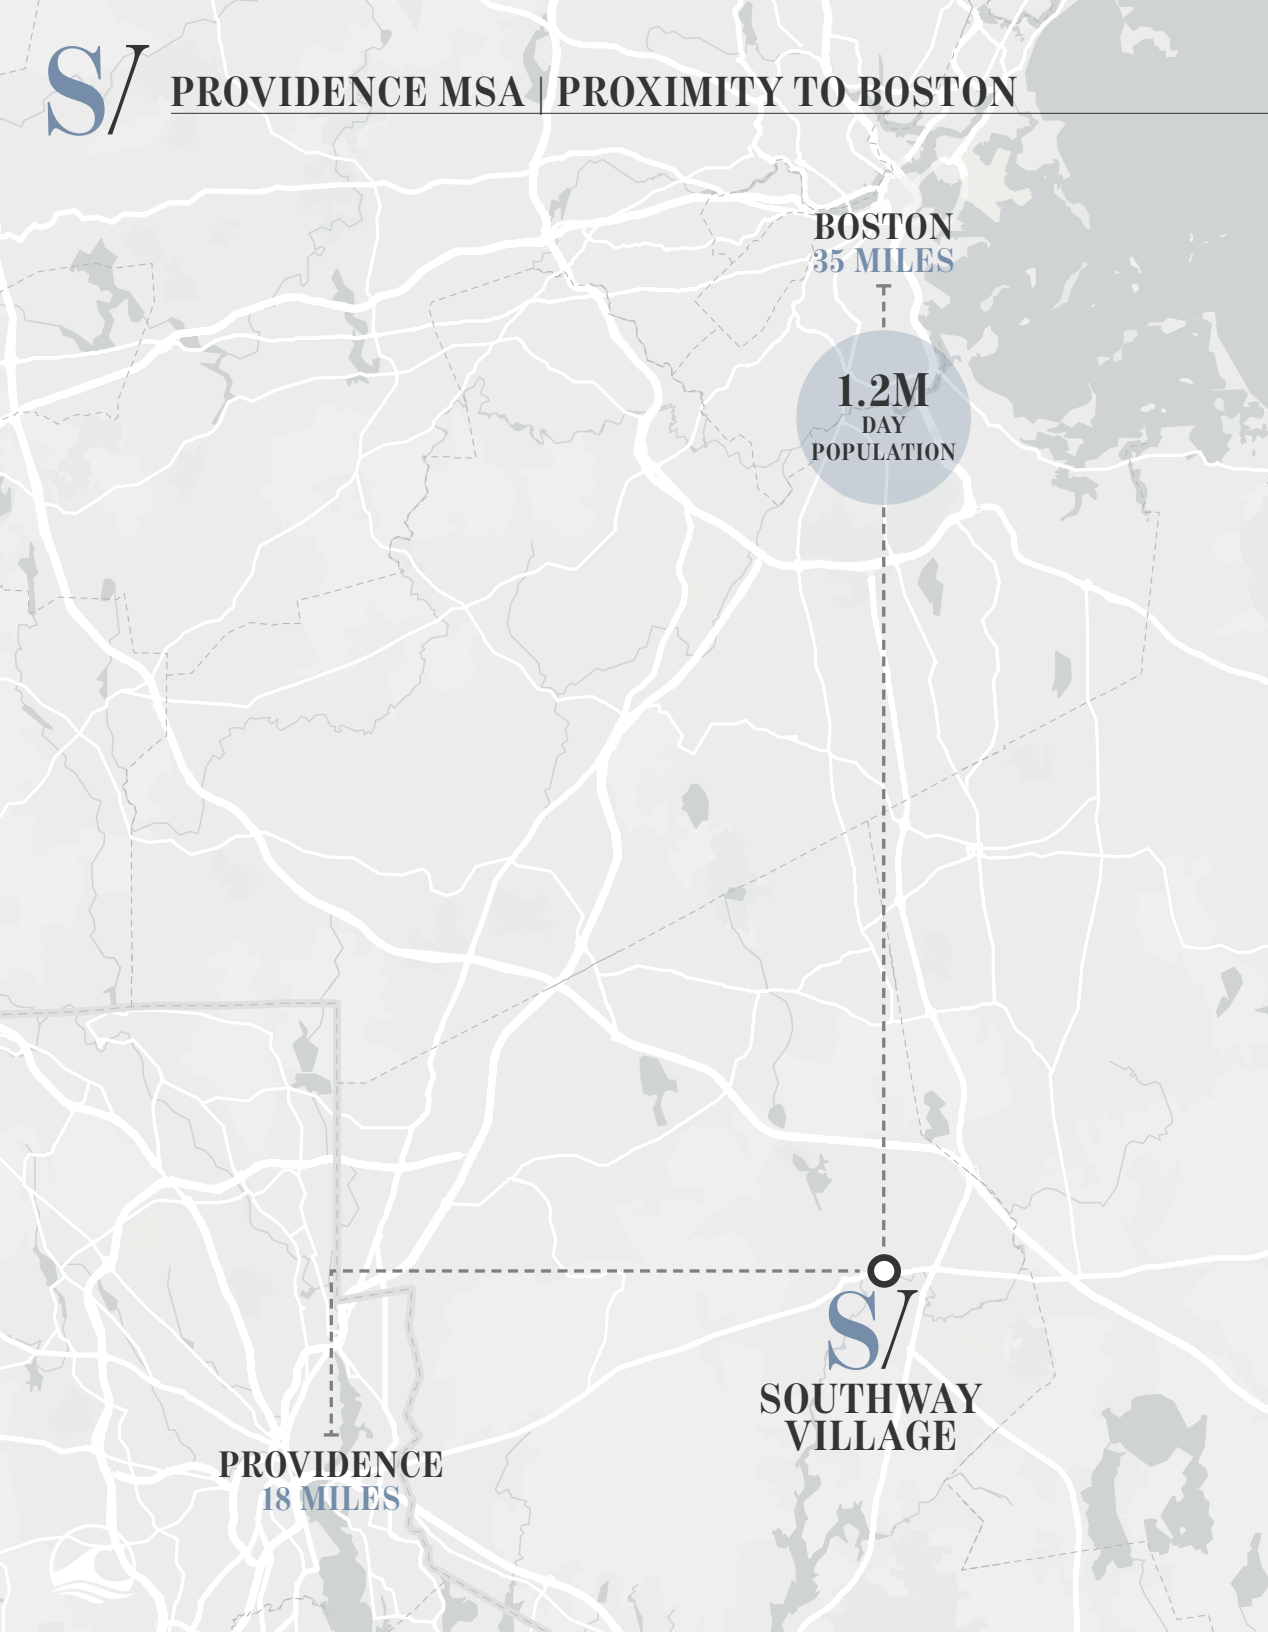 S/
PROVIDENCE MSA | PROXIMITY TO BOSTON
BOSTON
35 MILES
1.2M
DAY
POPULATION
S/
SOUTHWAY
VILLAGE
PROVIDENCE
18 MILES